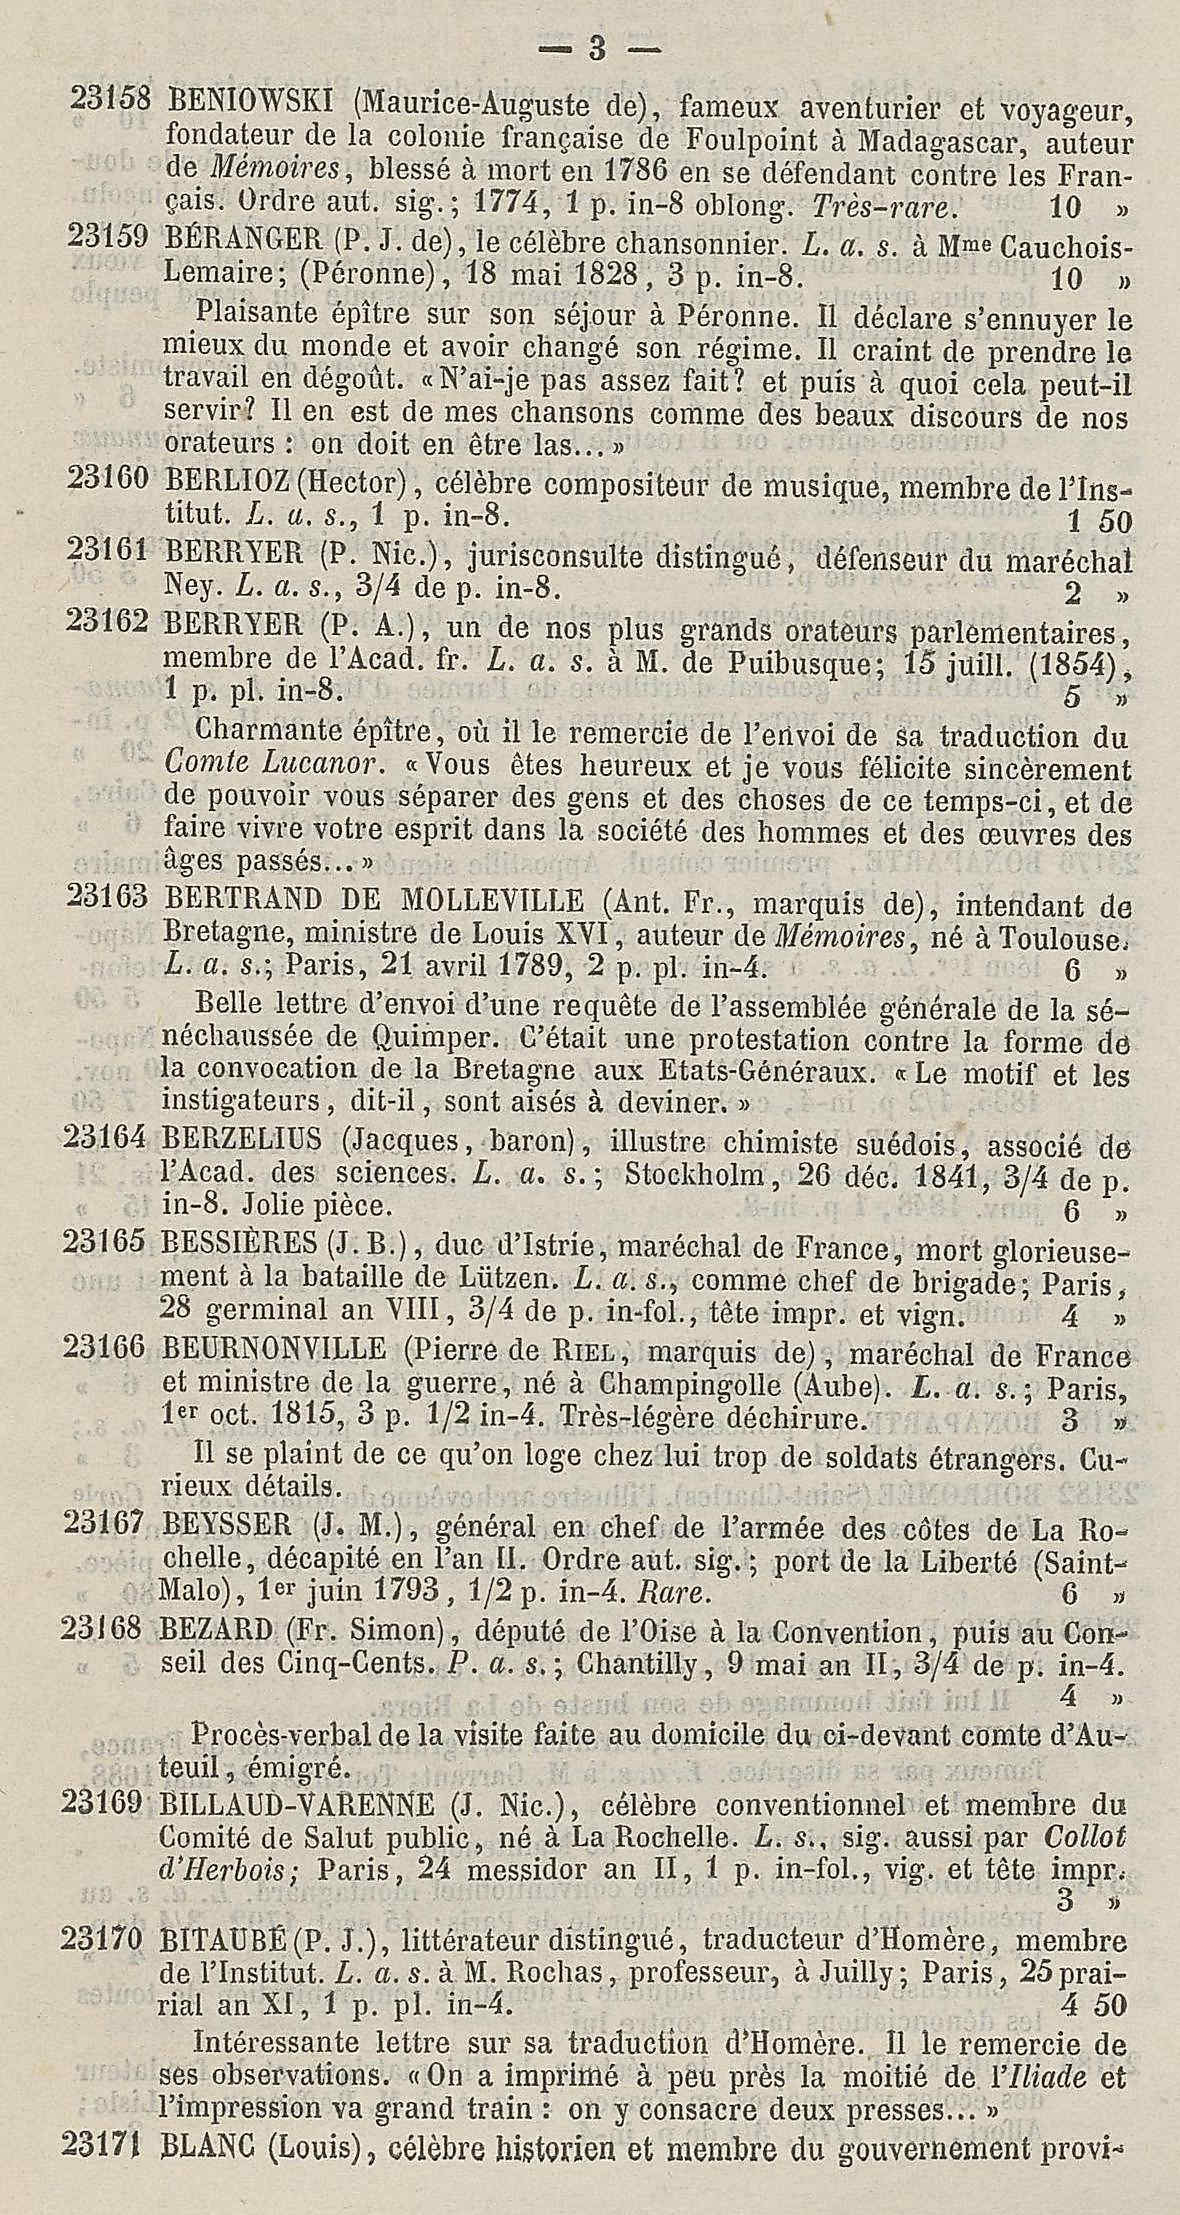 — 3 —
23158 BENIOWSKI (Maurice-Auguste de), fameux aventurier et voyageur,
fondateur de la colonie française de Foulpoint à Madagascar, auteur
de Mémoires, blessé à mort en 1786 en se défendant contre les Fran-
çais. Ordre aut. sig.; 1774, 1 p. in-8 oblong. Très-rare. 10 »
23159 BÉRANGER (P. J. de), le célèbre chansonnier. L. a. s. à Mme Cauchois-
Lemaire; (Péronne), 18 mai 1828, 3 p. in-8. 10 »
Plaisante épître sur son séjour à Péronne. Il déclare s'ennuyer le
mieux du monde et avoir changé son régime. Il craint de prendre le
travail en dégoût. «N'ai-je pas assez fait? et puis à quoi cela peut-il
servir? Il en est de mes chansons comme des beaux discours de nos
orateurs : on doit en être las...»
23160 BERLIOZ (Hector), célèbre compositeur de musique, membre de l'Ins-
titut. L. a. s., 1 p. in-8. 1 50
23161 BERRYER (P. Nic.), jurisconsulte distingué, défenseur du maréchal
Ney. L. a. s., 3/4 de p. in-8. 2 »
23162 BERRYER (P. A.), un de nos plus grands orateurs parlementaires,
membre de l'Acad. fr. L. a. s. à M. de Puibusque; 15 juill. (1854),
1 p. pl. in-8. 5 »
Charmante épître, où il le remercie de l'envoi de sa traduction du
Comte Lucanor. «Vous êtes heureux et je vous félicite sincèrement
de pouvoir vous séparer des gens et des choses de ce temps-ci, et de
faire vivre votre esprit dans la société des hommes et des œuvres des
âges passés...»
23163 BERTRAND DE MOLLEVILLE (Ant. Fr., marquis de), intendant de
Bretagne, ministre de Louis XVI, auteur de Mémoires, né à Toulouse.
L. a. s.; Paris, 21 avril 1789, 2 p. pl. in-4. 6 »
Belle lettre d'envoi d'une requête de l'assemblée générale de la sé-
néchaussée de Quimper. C'était une protestation contre la forme de
la convocation de la Bretagne aux Etats-Généraux. «Le motif et les
instigateurs, dit-il, sont aisés à deviner.»
23164 BERZELIUS (Jacques, baron), illustre chimiste suédois, associé de
l'Acad. des sciences. L. a. s.; Stockholm, 26 déc. 1841, 3/4 de p.
in-8. Jolie pièce. 6 »
23165 BESSIÈRES (J. B.), duc d'Istrie, maréchal de France, mort glorieuse-
ment à la bataille de Lützen. L. a. s., comme chef de brigade; Paris,
28 germinal an VIII, 3/4 de p. in-fol., tête impr. et vign. 4 »
23166 BEURNONVILLE (Pierre de RIEL, marquis de), maréchal de France
et ministre de la guerre, né à Champingolle (Aube). L. a. s.; Paris,
1er oct. 1815, 3 p. 1/2 in-4. Très-légère déchirure. 3 »
Il se plaint de ce qu'on loge chez lui trop de soldats étrangers. Cu-
rieux détails.
23167 BEYSSER (J. M.), général en chef de l'armée des côtes de La Ro-
chelle, décapité en l'an II. Ordre aut. sig.; port de la Liberté (Saint-
Malo), 1er juin 1793, 1/2 p. in-4. Rare. 6 »
23168 BEZARD (Fr. Simon), député de l'Oise à la Convention, puis au Con-
seil des Cinq-Cents. P. a. s.; Chantilly, 9 mai an II, 3/4 de p. in-4.
4 »
Procès-verbal de la visite faite au domicile du ci-devant comte d'Au-
teuil, émigré.
23169 BILLAUD-VARENNE (J. Nic.), célèbre conventionnel et membre du
Comité de Salut public, né à La Rochelle. L. s., sig. aussi par Collot
d'Herbois; Paris, 24 messidor an II, 1 p. in-fol., vig. et tête impr.
3 »
23170 BITAUBÉ (P. J.), littérateur distingué, traducteur d'Homère, membre
de l'Institut. L. a. s. à M. Rochas, professeur, à Juilly; Paris, 25 prai-
rial an XI, 1 p. pl. in-4. 4 50
Intéressante lettre sur sa traduction d'Homère. Il le remercie de
ses observations. «On a imprimé à peu près la moitié de l'Iliade et
l'impression va grand train : on y consacre deux presses...»
23171 BLANC (Louis), célèbre historien et membre du gouvernement provi-